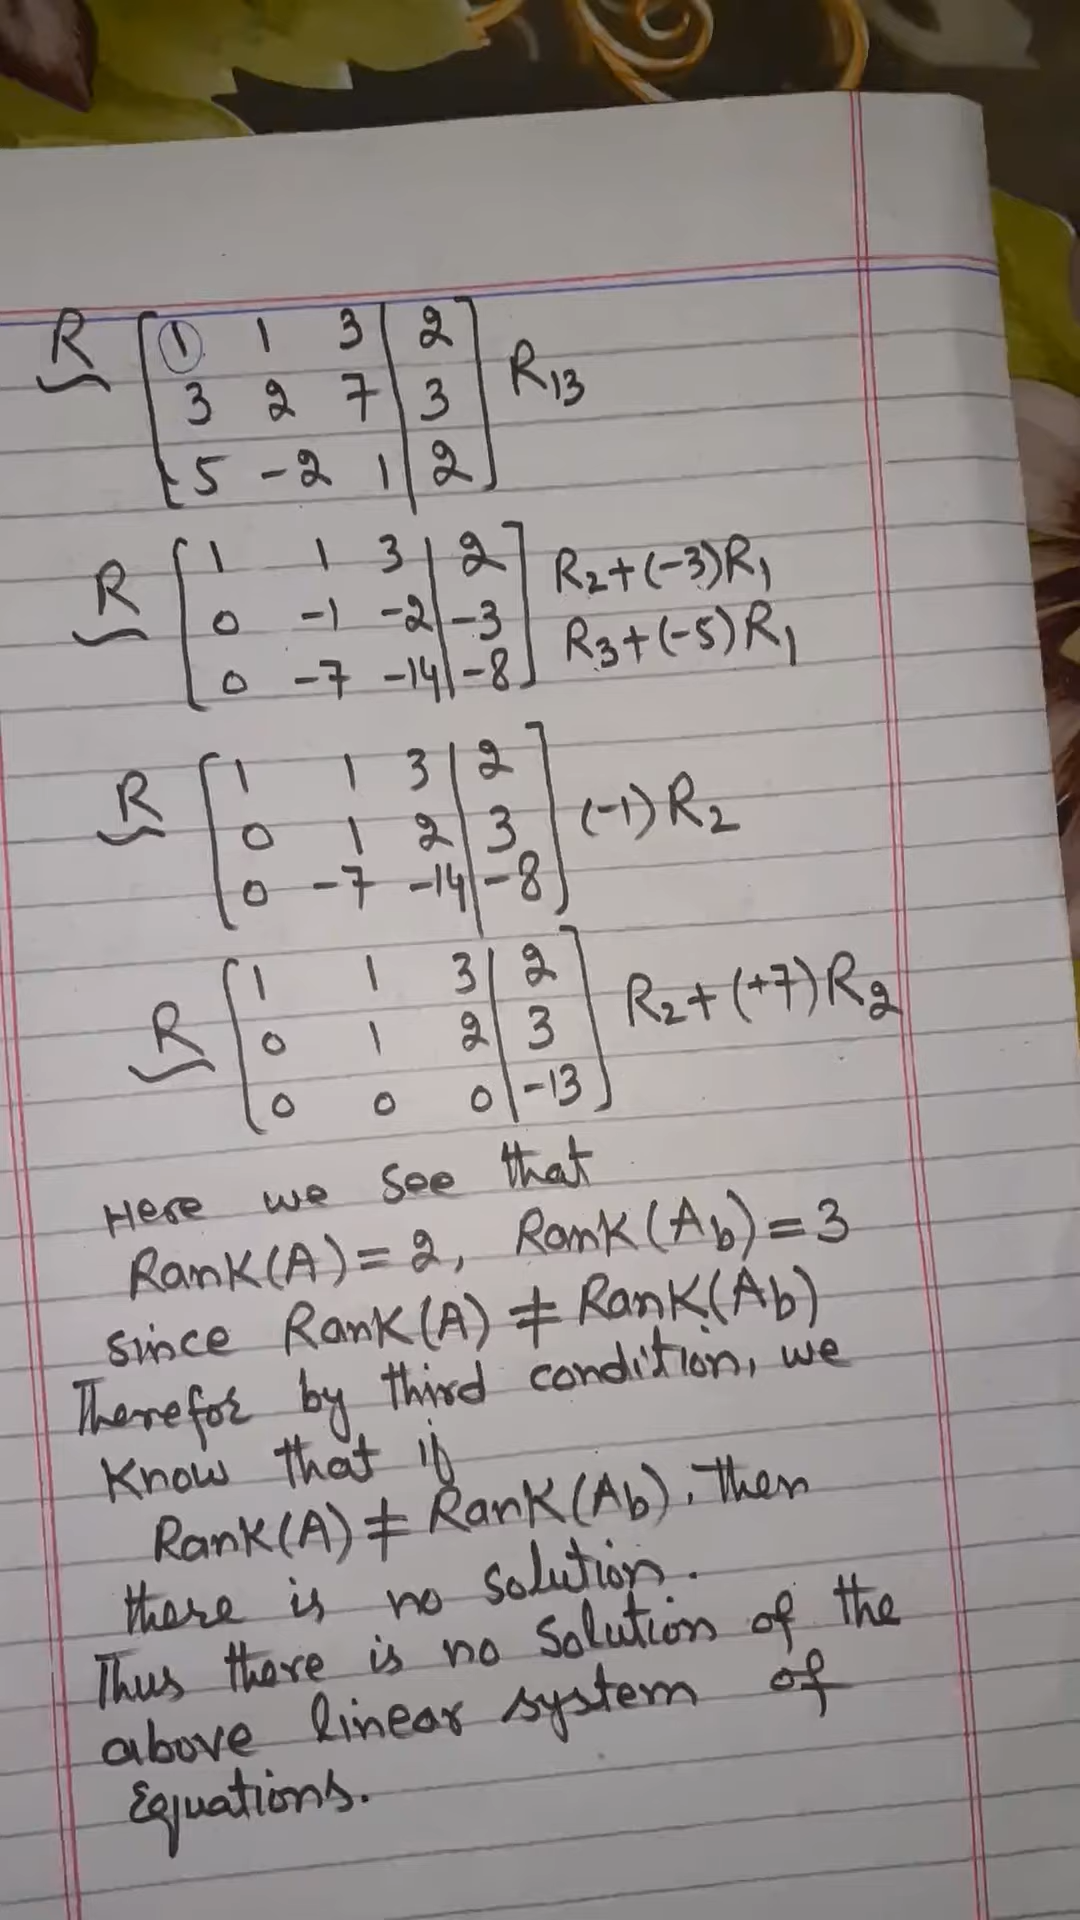 R [1 1 3 | 2] R13
[3 2 7 | 3]
[5 -2 1 | 2]
R [1 1 3 | 2] R2+(-3)R1
[0 -1 -2 | -3] R3+(-5)R1
[0 -7 -14 | -8]
R [1 1 3 | 2]
[0 1 2 | 3] (-1)R2
[0 -7 -14 | -8]
R [1 1 3 | 2] R2+(+7)R2
[0 1 2 | 3]
[0 0 0 | -13]
Here we see that
Rank(A)=2, Rank(Ab)=3
since Rank(A) ≠ Rank(Ab)
Therefor by third condition, we
Know that if
Rank(A) ≠ Rank(Ab), Then
there is no solution.
Thus there is no solution of the
above linear system of
Equations.